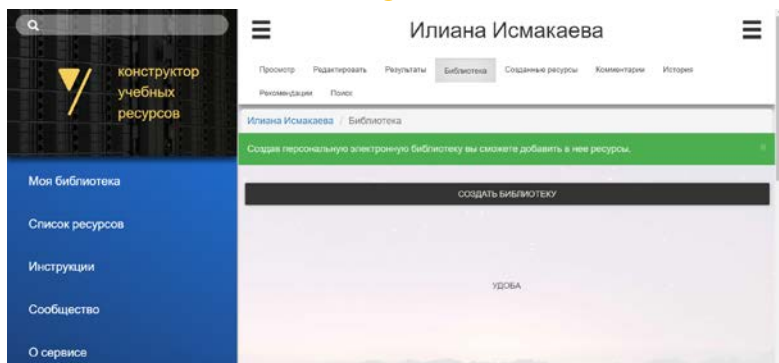 конструктор
учебных
ресурсов
Моя библиотека
Список ресурсов
Инструкции
Сообщество
О сервисе
Илиана Исмакаева
Просмотр Редактировать Результаты Библиотека Созданные ресурсы Комментарии История
Рекомендации Поиск
Илиана Исмакаева / Библиотека
Создав персональную электронную библиотеку вы сможете добавить в нее ресурсы.
СОЗДАТЬ БИБЛИОТЕКУ
УДОБА